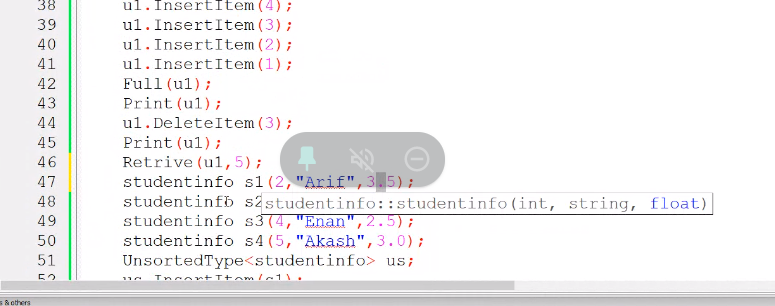 38 u1.InsertItem(4);
39 u1.InsertItem(3);
40 u1.InsertItem(2);
41 u1.InsertItem(1);
42 Full(u1);
43 Print(u1);
44 u1.DeleteItem(3);
45 Print(u1);
46 Retrive(u1,5);
47 studentinfo s1(2,"Arif",3.5);
48 studentinfo s2
studentinfo::studentinfo(int, string, float)
49 studentinfo s3(4,"Enan",2.5);
50 studentinfo s4(5,"Akash",3.0);
51 UnsortedType<studentinfo> us;
52 us.InsertItem(s1);
s & others